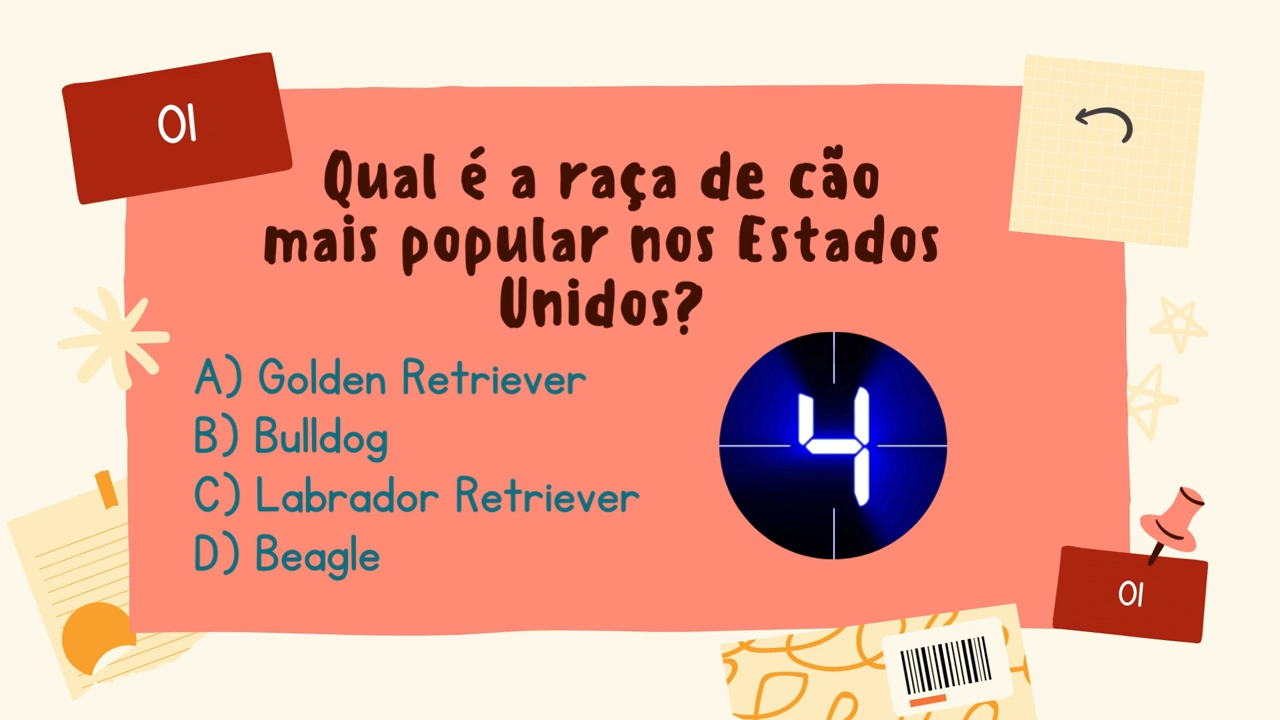 01
Qual é a raça de cão
mais popular nos Estados
Unidos?
A) Golden Retriever
B) Bulldog
C) Labrador Retriever
D) Beagle
4
01